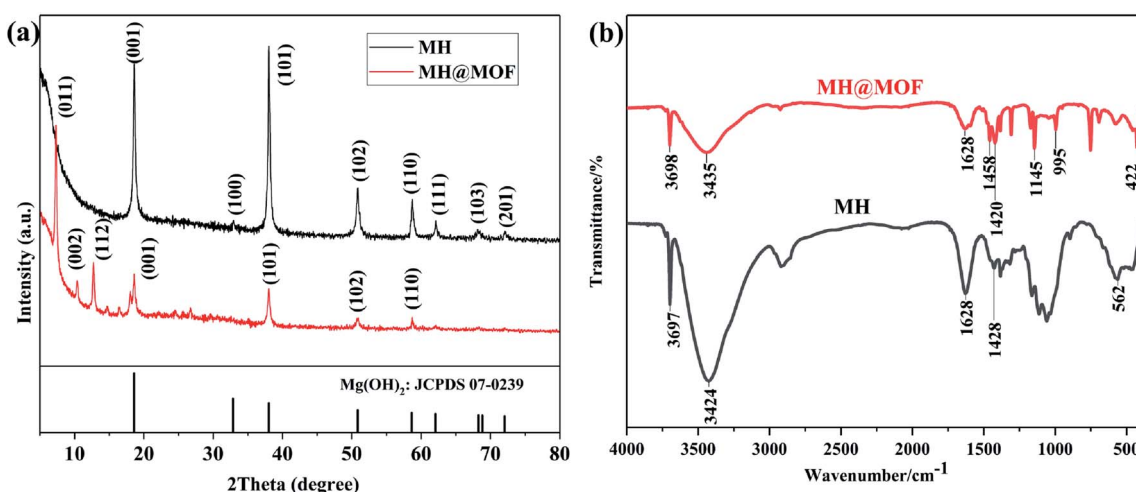 (a)
MH
MH@MOF
(001)
(101)
(011)
(102)
(110)
(111)
(100)
(103)
(201)
(002)
(112)
(001)
(101)
(102)
(110)
Mg(OH)2: JCPDS 07-0239
Intensity (a.u.)
10 20 30 40 50 60 70 80
2Theta (degree)
(b)
MH@MOF
3698
3435
1628
1458
1420
1145
995
422
MH
3697
3424
1628
1428
562
Transmittance/%
4000 3500 3000 2500 2000 1500 1000 500
Wavenumber/cm-1